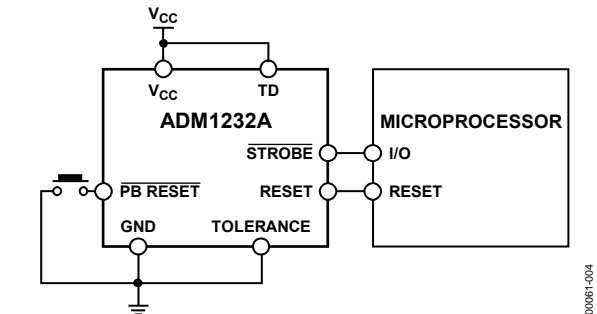 VCC
VCC TD
ADM1232A
MICROPROCESSOR
STROBE I/O
PB RESET RESET RESET
GND TOLERANCE
00061-004